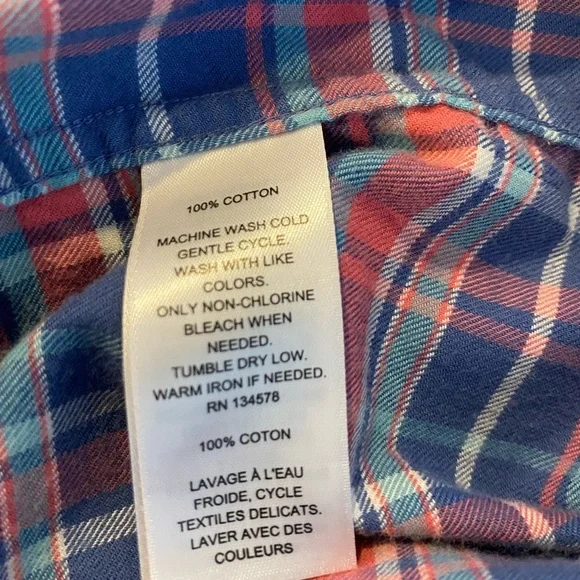 100% COTTON
MACHINE WASH COLD
GENTLE CYCLE.
WASH WITH LIKE
COLORS.
ONLY NON-CHLORINE
BLEACH WHEN
NEEDED.
TUMBLE DRY LOW.
WARM IRON IF NEEDED.
RN 134578
100% COTON
LAVAGE À L'EAU
FROIDE, CYCLE
TEXTILES DELICATS.
LAVER AVEC DES
COULEURS